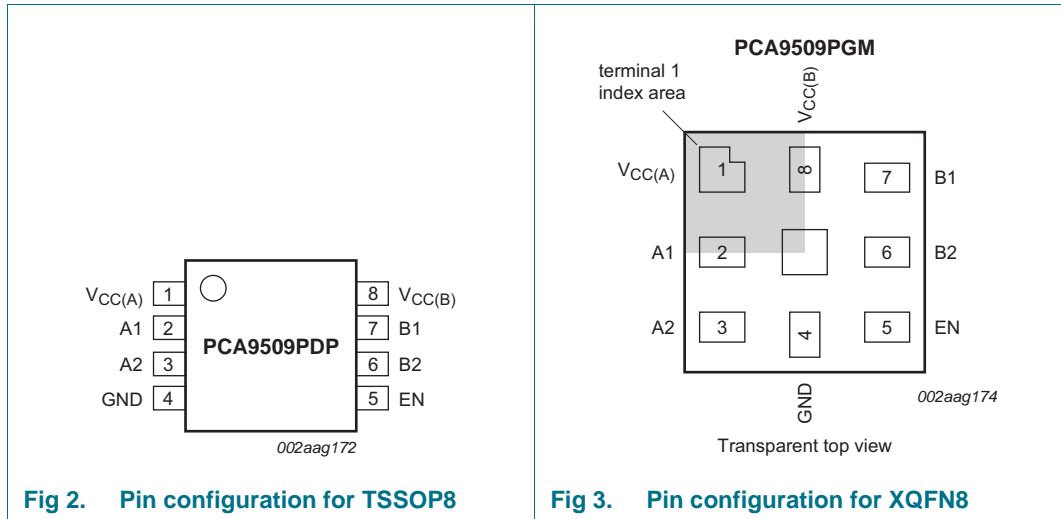 VCC(A) 1 8 VCC(B)
A1 2 7 B1
PCA9509PDP
A2 3 6 B2
GND 4 5 EN
002aag172
Fig 2. Pin configuration for TSSOP8
PCA9509PGM
terminal 1
index area
VCC(B)
VCC(A) 1 8 7 B1
A1 2 6 B2
A2 3 4 5 EN
GND
002aag174
Transparent top view
Fig 3. Pin configuration for XQFN8